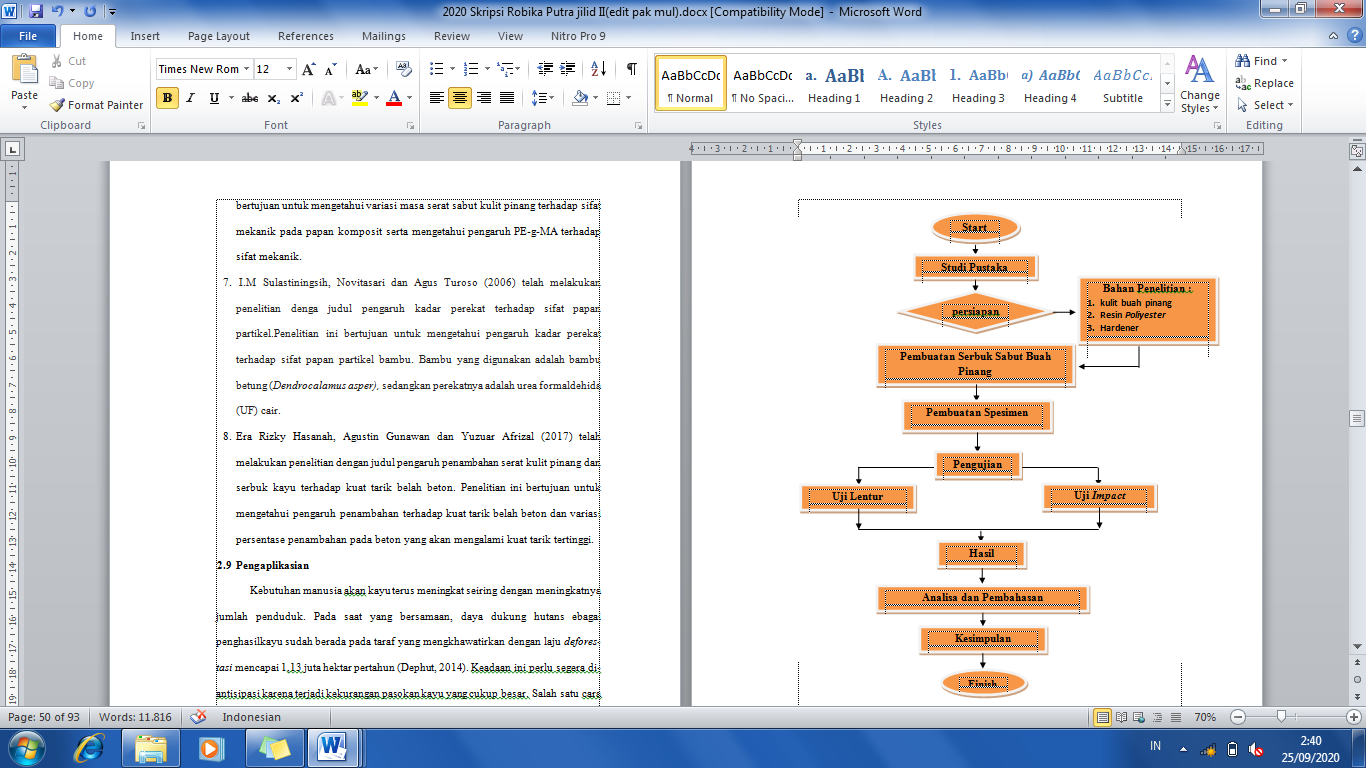 2020 Skripsi Robika Putra jilid II(edit pak mul).docx [Compatibility Mode] - Microsoft Word
File Home Insert Page Layout References Mailings Review View Nitro Pro 9
Paste
Cut
Copy
Format Painter
Clipboard
Times New Rom 12
Font
Paragraph
AaBbCcDc AaBbCcDc a. AaBl A. AaBb 1. AaBb( a) AaBbC AaBbCcL
¶ Normal ¶ No Spaci... Heading 1 Heading 2 Heading 3 Heading 4 Subtitle
Styles
Change Styles
Find
Replace
Select
Editing
bertujuan untuk mengetahui variasi masa serat sabut kulit pinang terhadap sifat
mekanik pada papan komposit serta mengetahui pengaruh PE-g-MA terhadap
sifat mekanik.
7. I.M Sulastiningsih, Novitasari dan Agus Turoso (2006) telah melakukan
penelitian denga judul pengaruh kadar perekat terhadap sifat papan
partikel.Penelitian ini bertujuan untuk mengetahui pengaruh kadar perekat
terhadap sifat papan partikel bambu. Bambu yang digunakan adalah bambu
betung (Dendrocalamus asper), sedangkan perekatnya adalah urea formaldehida
(UF) cair.
8. Era Rizky Hasanah, Agustin Gunawan dan Yuzuar Afrizal (2017) telah
melakukan penelitian dengan judul pengaruh penambahan serat kulit pinang dan
serbuk kayu terhadap kuat tarik belah beton. Penelitian ini bertujuan untuk
mengetahui pengaruh penambahan terhadap kuat tarik belah beton dan varias
persentase penambahan pada beton yang akan mengalami kuat tarik tertinggi.
2.9 Pengaplikasian
Kebutuhan manusia akan kayu terus meningkat seiring dengan meningkatnya
jumlah penduduk. Pada saat yang bersamaan, daya dukung hutans ebaga
penghasilkayu sudah berada pada taraf yang mengkhawatirkan dengan laju defores-
tasi mencapai 1,13 juta hektar pertahun (Dephut, 2014). Keadaan ini perlu segera di-
antisipasi karena terjadi kekurangan pasokan kayu yang cukup besar. Salah satu cara
Start
Studi Pustaka
persiapan
Bahan Penelitian :
1. kulit buah pinang
2. Resin Poliyester
3. Hardener
Pembuatan Serbuk Sabut Buah
Pinang
Pembuatan Spesimen
Pengujian
Uji Lentur
Uji Impact
Hasil
Analisa dan Pembahasan
Kesimpulan
Finish
Page: 50 of 93 Words: 11.816 Indonesian 70%
IN 2:40
25/09/2020